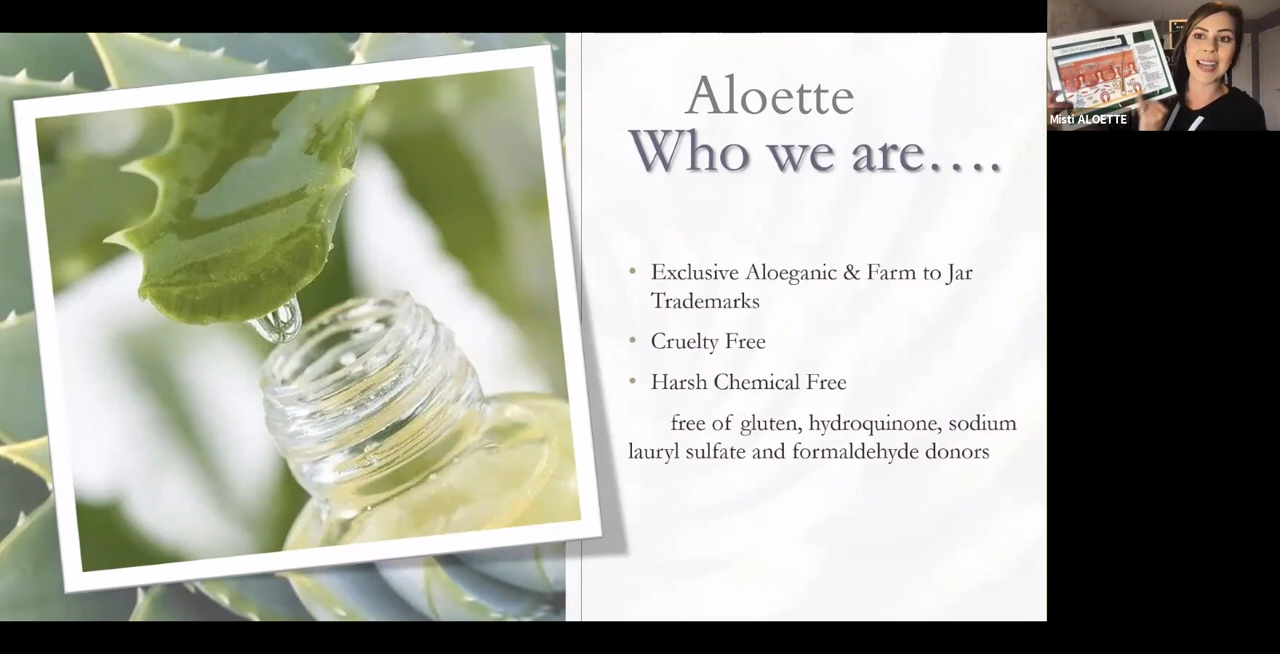 Aloette
Who we are….
• Exclusive Aloeganic & Farm to Jar
Trademarks
• Cruelty Free
• Harsh Chemical Free
free of gluten, hydroquinone, sodium
lauryl sulfate and formaldehyde donors
Misti ALOETTE